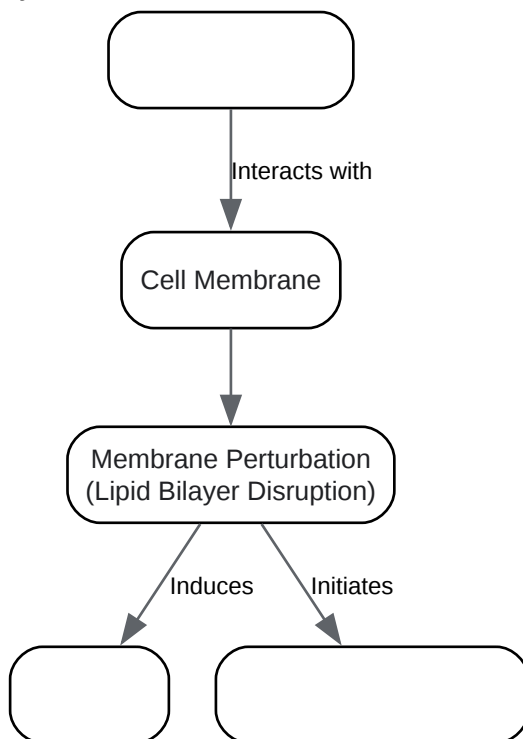 Interacts with
Cell Membrane
Membrane Perturbation
(Lipid Bilayer Disruption)
Induces
Initiates